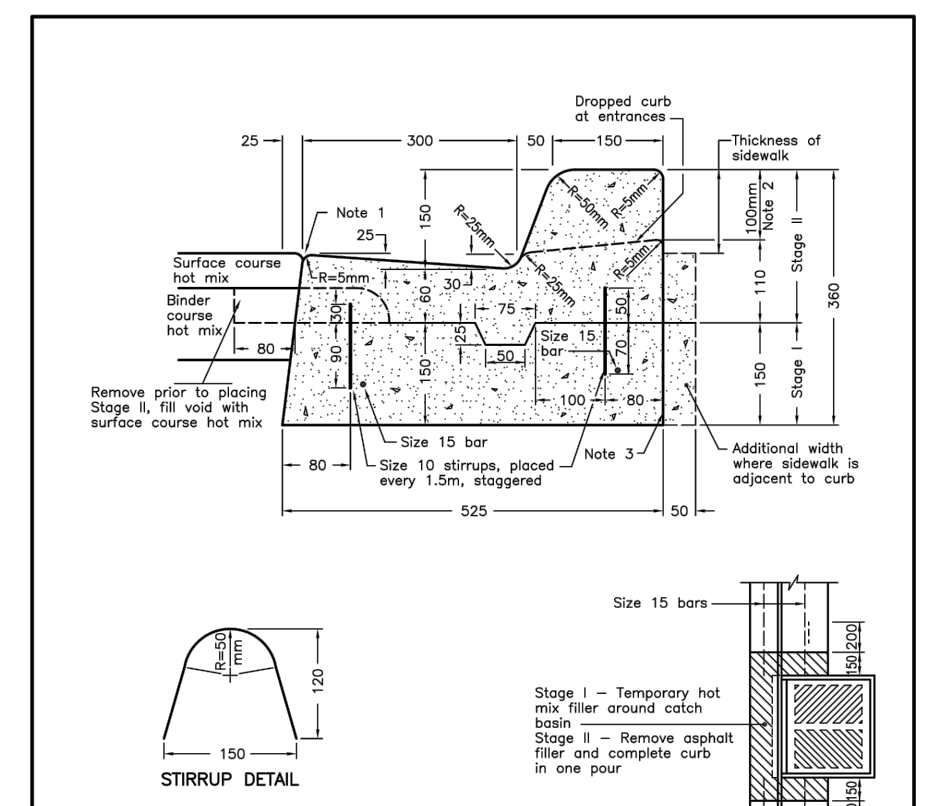 Dropped curb
at entrances
25
300
50
150
Thickness of
sidewalk
Note 1
25
150
R=25mm
R=50mm
R=5mm
100mm
Note 2
Stage II
Surface course
hot mix
R=5mm
30
60
R=25mm
R=5mm
110
360
Binder
course
hot mix
30
75
50
25
Size 15
bar
70
80
90
150
50
150
Stage I
Remove prior to placing
Stage II, fill void with
surface course hot mix
100
80
Size 15 bar
Note 3
Additional width
where sidewalk is
adjacent to curb
80
Size 10 stirrups, placed
every 1.5m, staggered
525
50
Size 15 bars
200
150
R=50
mm
120
150
STIRRUP DETAIL
Stage I – Temporary hot
mix filler around catch
basin
Stage II – Remove asphalt
filler and complete curb
in one pour
150